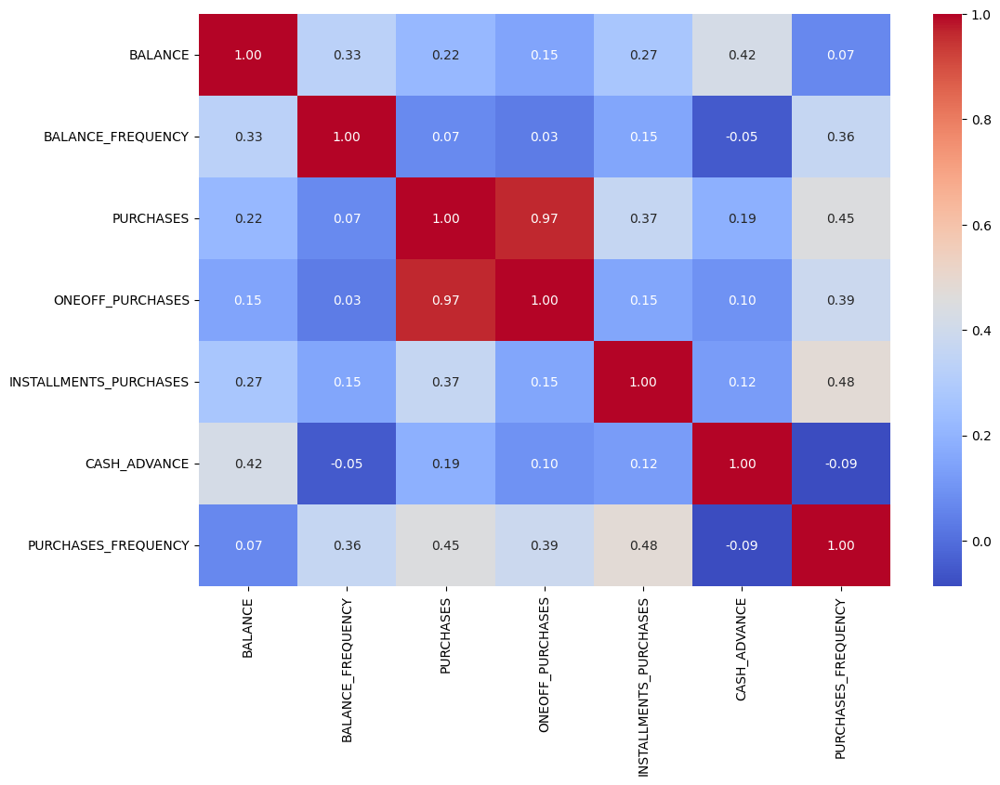 BALANCE 1.00 0.33 0.22 0.15 0.27 0.42 0.07
BALANCE_FREQUENCY 0.33 1.00 0.07 0.03 0.15 -0.05 0.36
PURCHASES 0.22 0.07 1.00 0.97 0.37 0.19 0.45
ONEOFF_PURCHASES 0.15 0.03 0.97 1.00 0.15 0.10 0.39
INSTALLMENTS_PURCHASES 0.27 0.15 0.37 0.15 1.00 0.12 0.48
CASH_ADVANCE 0.42 -0.05 0.19 0.10 0.12 1.00 -0.09
PURCHASES_FREQUENCY 0.07 0.36 0.45 0.39 0.48 -0.09 1.00
BALANCE
BALANCE_FREQUENCY
PURCHASES
ONEOFF_PURCHASES
INSTALLMENTS_PURCHASES
CASH_ADVANCE
PURCHASES_FREQUENCY
1.0
0.8
0.6
0.4
0.2
0.0